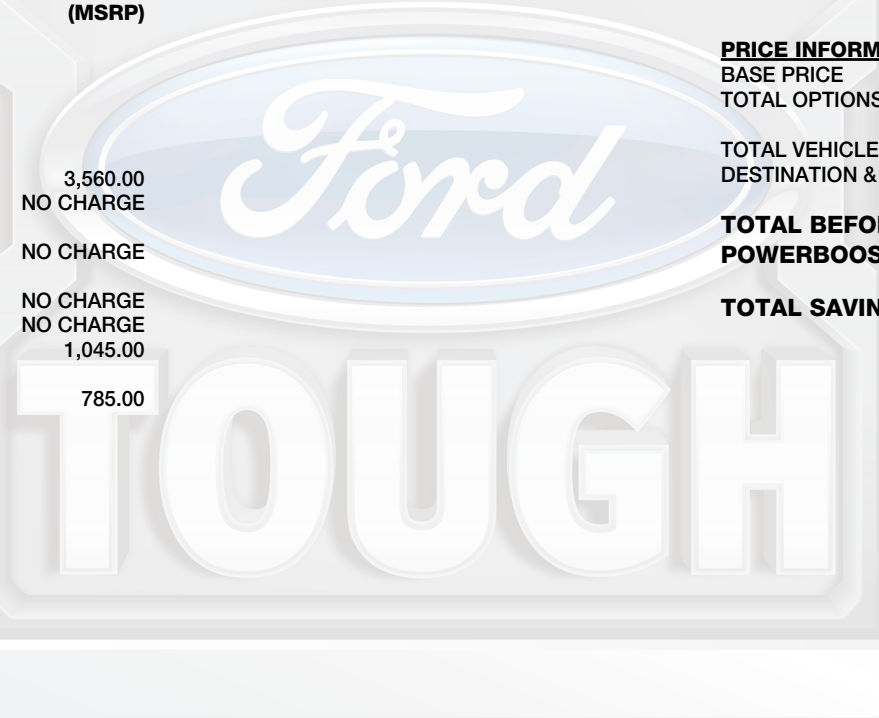 (MSRP)
3,560.00
NO CHARGE
NO CHARGE
NO CHARGE
NO CHARGE
1,045.00
785.00
PRICE INFORM
BASE PRICE
TOTAL OPTIONS
TOTAL VEHICLE
DESTINATION &
TOTAL BEFO
POWERBOOS
TOTAL SAVIN
Ford
TOUGH